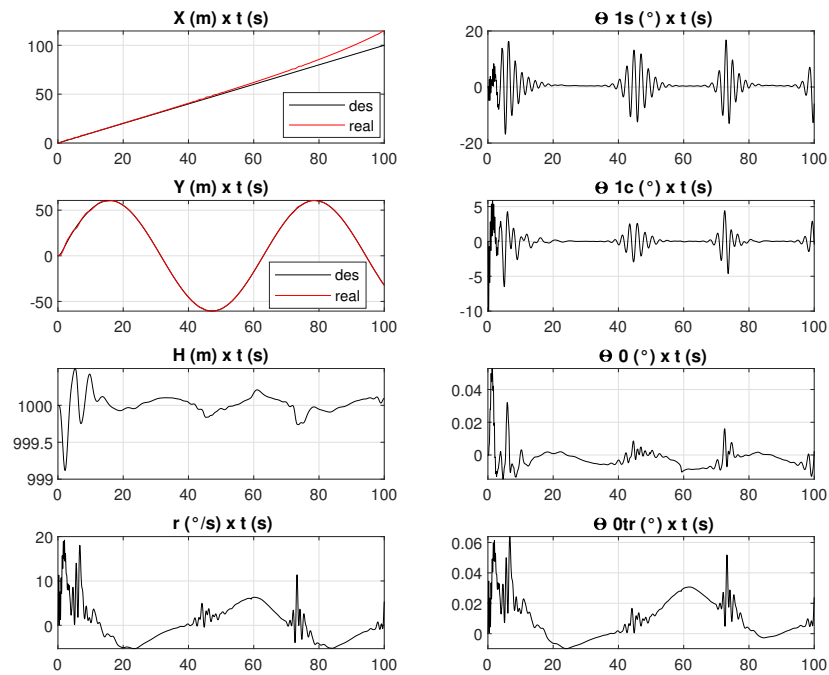 X (m) x t (s)
100
50
0
0 20 40 60 80 100
des
real
Y (m) x t (s)
50
0
-50
0 20 40 60 80 100
des
real
H (m) x t (s)
1000
999.5
999
0 20 40 60 80 100
r (°/s) x t (s)
20
10
0
0 20 40 60 80 100
Θ 1s (°) x t (s)
20
0
-20
0 20 40 60 80 100
Θ 1c (°) x t (s)
5
0
-5
-10
0 20 40 60 80 100
Θ 0 (°) x t (s)
0.04
0.02
0
0 20 40 60 80 100
Θ 0tr (°) x t (s)
0.06
0.04
0.02
0
0 20 40 60 80 100